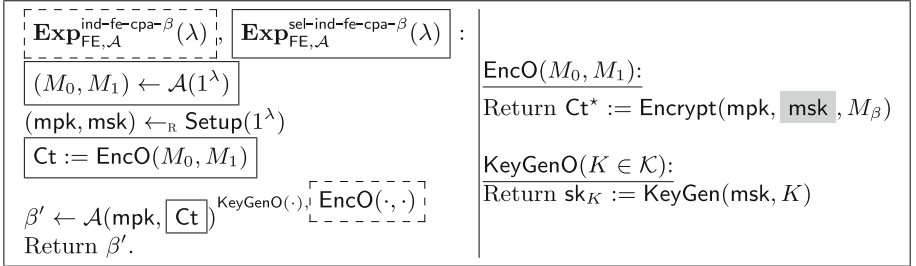 Exp^{ind-fe-cpa-β}_{FE,𝒜}(λ), Exp^{sel-ind-fe-cpa-β}_{FE,𝒜}(λ) :
(M_0, M_1) ← 𝒜(1^λ)
(mpk, msk) ←_R Setup(1^λ)
Ct := EncO(M_0, M_1)
β′ ← 𝒜(mpk, Ct)^{KeyGenO(·), EncO(·,·)}
Return β′.
EncO(M_0, M_1):
Return Ct^⋆ := Encrypt(mpk, msk, M_β)
KeyGenO(K ∈ 𝒦):
Return sk_K := KeyGen(msk, K)